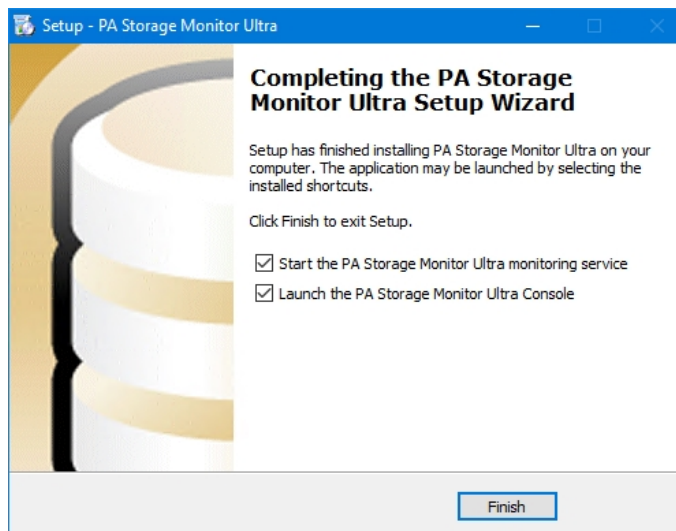 Setup - PA Storage Monitor Ultra
Completing the PA Storage
Monitor Ultra Setup Wizard
Setup has finished installing PA Storage Monitor Ultra on your
computer. The application may be launched by selecting the
installed shortcuts.
Click Finish to exit Setup.
Start the PA Storage Monitor Ultra monitoring service
Launch the PA Storage Monitor Ultra Console
Finish